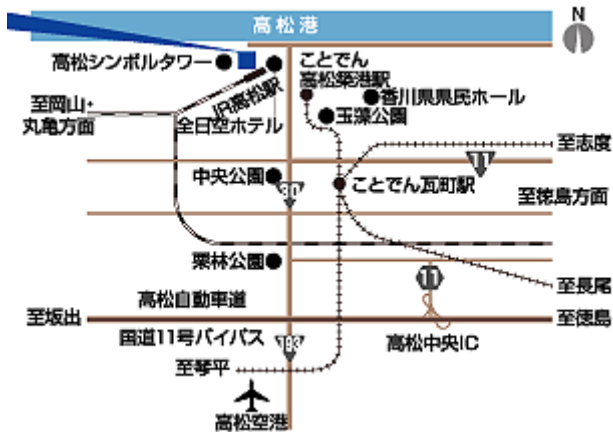 高松港
N
高松シンボルタワー
ことでん
高松築港駅
JR高松駅
香川県県民ホール
至岡山・
丸亀方面
全日空ホテル
玉藻公園
至志度
11
中央公園
30
ことでん瓦町駅
至徳島方面
栗林公園
11
至長尾
高松自動車道
至坂出
至徳島
国道11号バイパス
193
高松中央IC
至琴平
高松空港